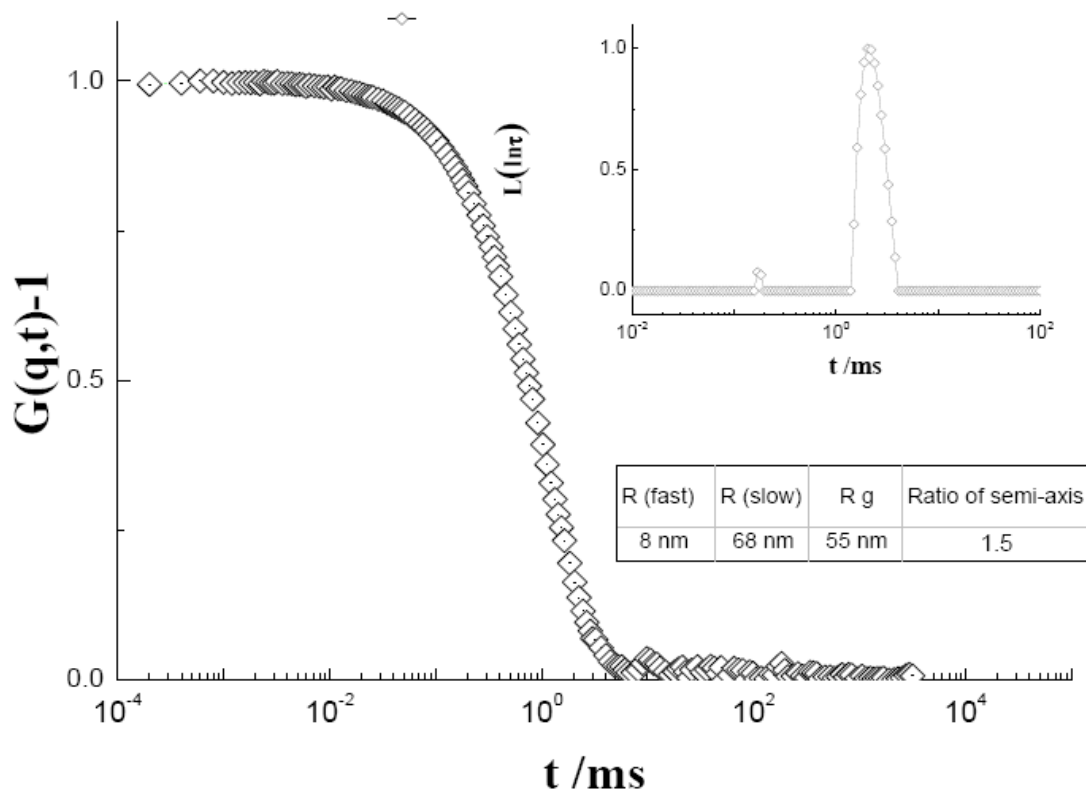 G(q,t)-1
1.0
0.5
0.0
10^-4
10^-2
10^0
10^2
10^4
t /ms
L(lnτ)
1.0
0.5
0.0
10^-2
10^0
10^2
t /ms
R (fast) R (slow) R g Ratio of semi-axis
8 nm 68 nm 55 nm 1.5